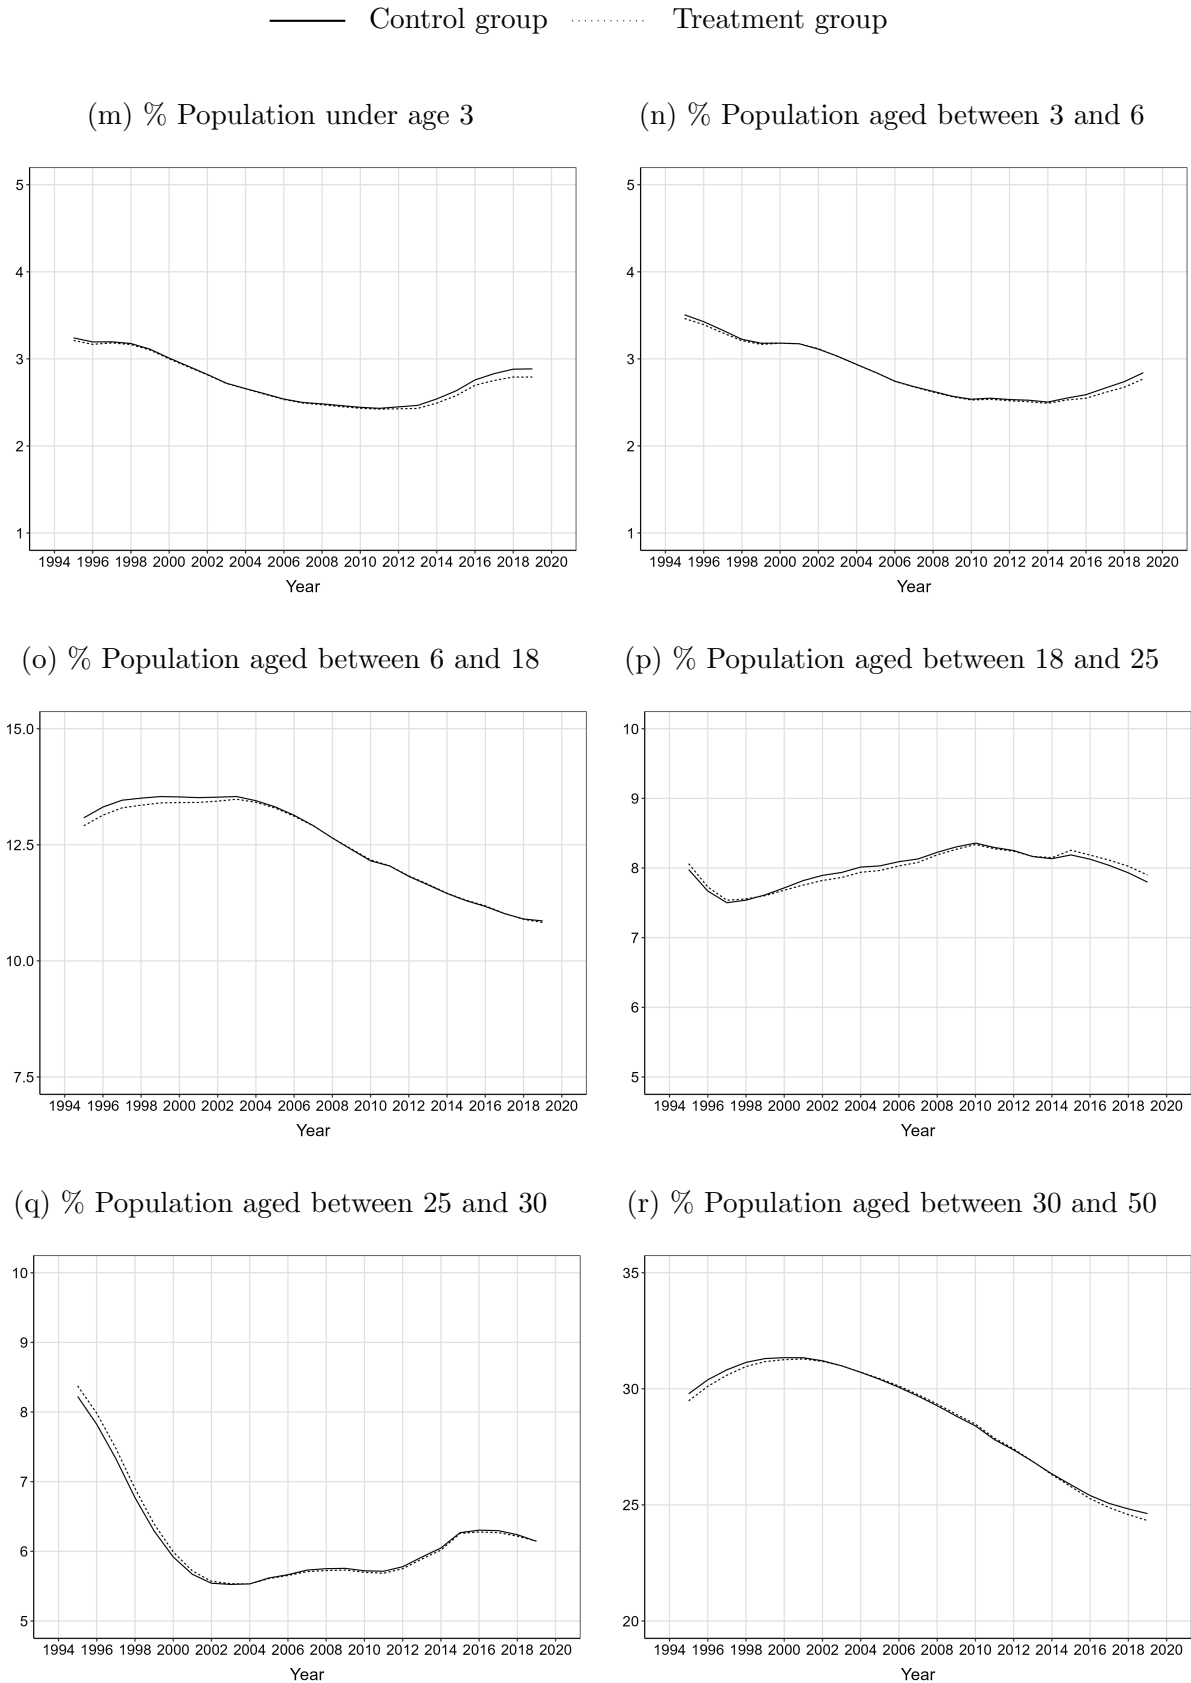 Control group Treatment group
(m) % Population under age 3
(n) % Population aged between 3 and 6
5
4
3
2
1
1994 1996 1998 2000 2002 2004 2006 2008 2010 2012 2014 2016 2018 2020
Year
5
4
3
2
1
1994 1996 1998 2000 2002 2004 2006 2008 2010 2012 2014 2016 2018 2020
Year
(o) % Population aged between 6 and 18
(p) % Population aged between 18 and 25
15.0
12.5
10.0
7.5
1994 1996 1998 2000 2002 2004 2006 2008 2010 2012 2014 2016 2018 2020
Year
10
9
8
7
6
5
1994 1996 1998 2000 2002 2004 2006 2008 2010 2012 2014 2016 2018 2020
Year
(q) % Population aged between 25 and 30
(r) % Population aged between 30 and 50
10
9
8
7
6
5
1994 1996 1998 2000 2002 2004 2006 2008 2010 2012 2014 2016 2018 2020
Year
35
30
25
20
1994 1996 1998 2000 2002 2004 2006 2008 2010 2012 2014 2016 2018 2020
Year